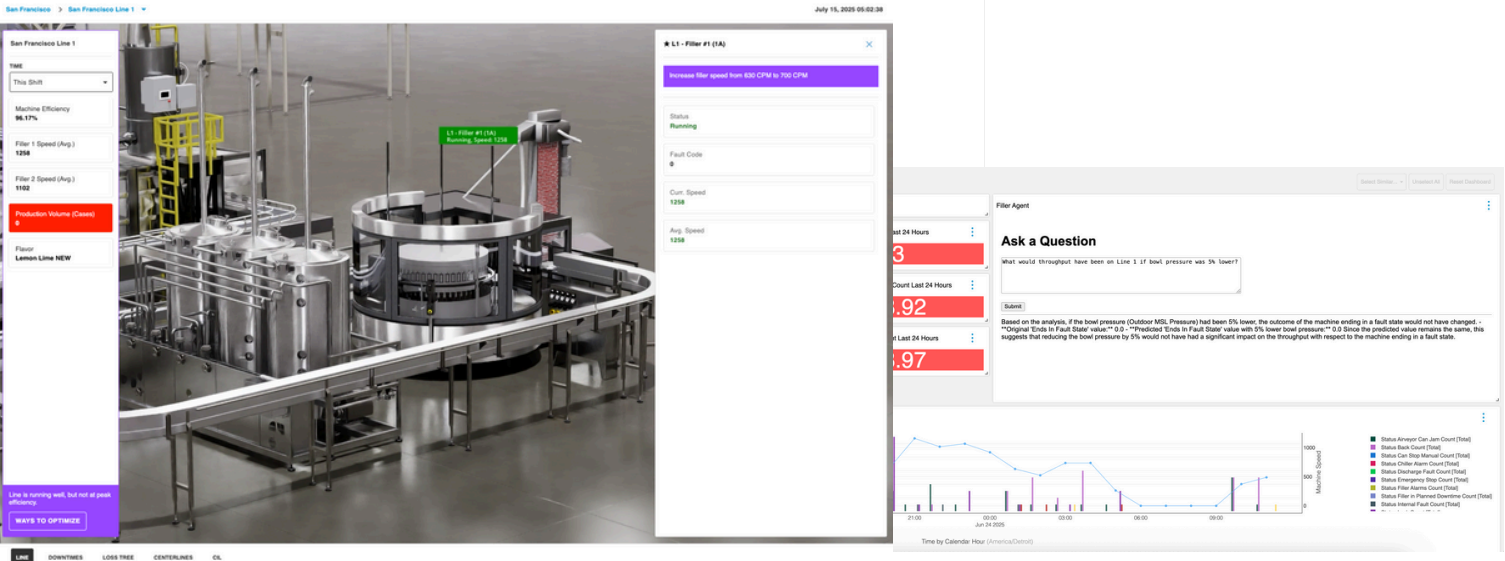 San Francisco > San Francisco Line 1
July 15, 2025 05:02:38
San Francisco Line 1
TIME
This Shift
Machine Efficiency
96.17%
Filler 1 Speed (Avg.)
1258
Filler 2 Speed (Avg.)
1102
Production Volume (Cases)
0
Flavor
Lemon Lime NEW
Line is running well, but not at peak
efficiency.
WAYS TO OPTIMIZE
L1 - Filler #1 (1A)
Running, Speed: 1258
★ L1 - Filler #1 (1A)
Increase filler speed from 630 CPM to 700 CPM
Status
Running
Fault Code
0
Curr. Speed
1258
Avg. Speed
1258
LINE
DOWNTIMES
LOSS TREE
CENTERLINES
CIL
Select Similar...
Unselect All
Reset Dashboard
ast 24 Hours
3
Count Last 24 Hours
.92
t Last 24 Hours
.97
Filler Agent
Ask a Question
What would throughput have been on Line 1 if bowl pressure was 5% lower?
Submit
Based on the analysis, if the bowl pressure (Outdoor MSL Pressure) had been 5% lower, the outcome of the machine ending in a fault state would not have changed. -
**Original 'Ends In Fault State' value:** 0.0 - **Predicted 'Ends In Fault State' value with 5% lower bowl pressure:** 0.0 Since the predicted value remains the same, this
suggests that reducing the bowl pressure by 5% would not have had a significant impact on the throughput with respect to the machine ending in a fault state.
1000
500
0
Machine Speed
21:00
00:00
03:00
06:00
09:00
Jun 24 2025
Time by Calendar Hour (America/Detroit)
Status Airveyor Can Jam Count [Total]
Status Back Count [Total]
Status Can Stop Manual Count [Total]
Status Chiller Alarm Count [Total]
Status Discharge Fault Count [Total]
Status Emergency Stop Count [Total]
Status Filler Alarms Count [Total]
Status Filler in Planned Downtime Count [Total]
Status Internal Fault Count [Total]